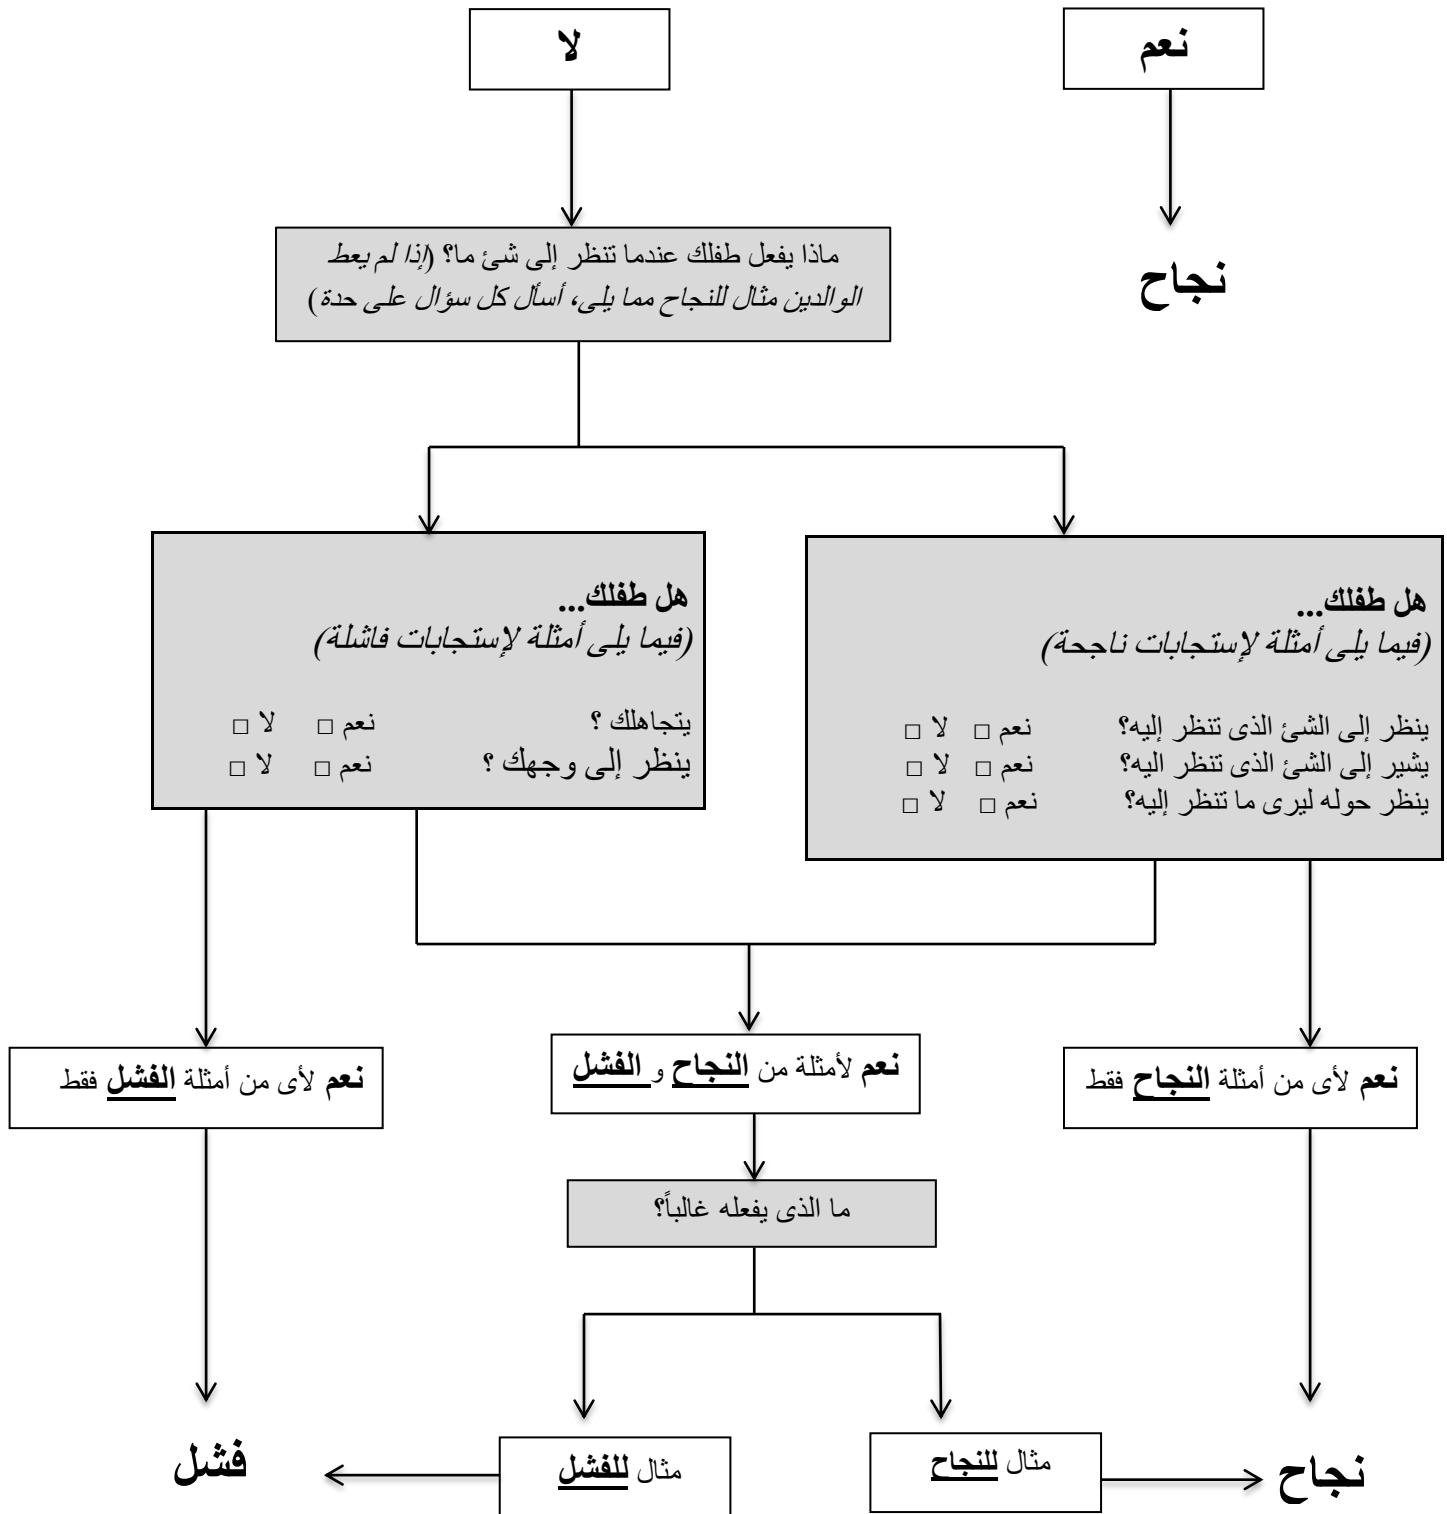 نعم
لا
نجاح
ماذا يفعل طفلك عندما تنظر إلى شئ ما؟ (إذا لم يعط
الوالدين مثال للنجاح مما يلى، أسأل كل سؤال على حدة)
هل طفلك...
(فيما يلى أمثلة لإستجابات ناجحة)
ينظر إلى الشئ الذى تنظر إليه؟ نعم □ لا □
يشير إلى الشئ الذى تنظر اليه؟ نعم □ لا □
ينظر حوله ليرى ما تنظر إليه؟ نعم □ لا □
هل طفلك...
(فيما يلى أمثلة لإستجابات فاشلة)
يتجاهلك ؟ نعم □ لا □
ينظر إلى وجهك ؟ نعم □ لا □
نعم لأى من أمثلة النجاح فقط
نعم لأمثلة من النجاح و الفشل
نعم لأى من أمثلة الفشل فقط
ما الذى يفعله غالباً؟
نجاح
مثال للنجاح
مثال للفشل
فشل